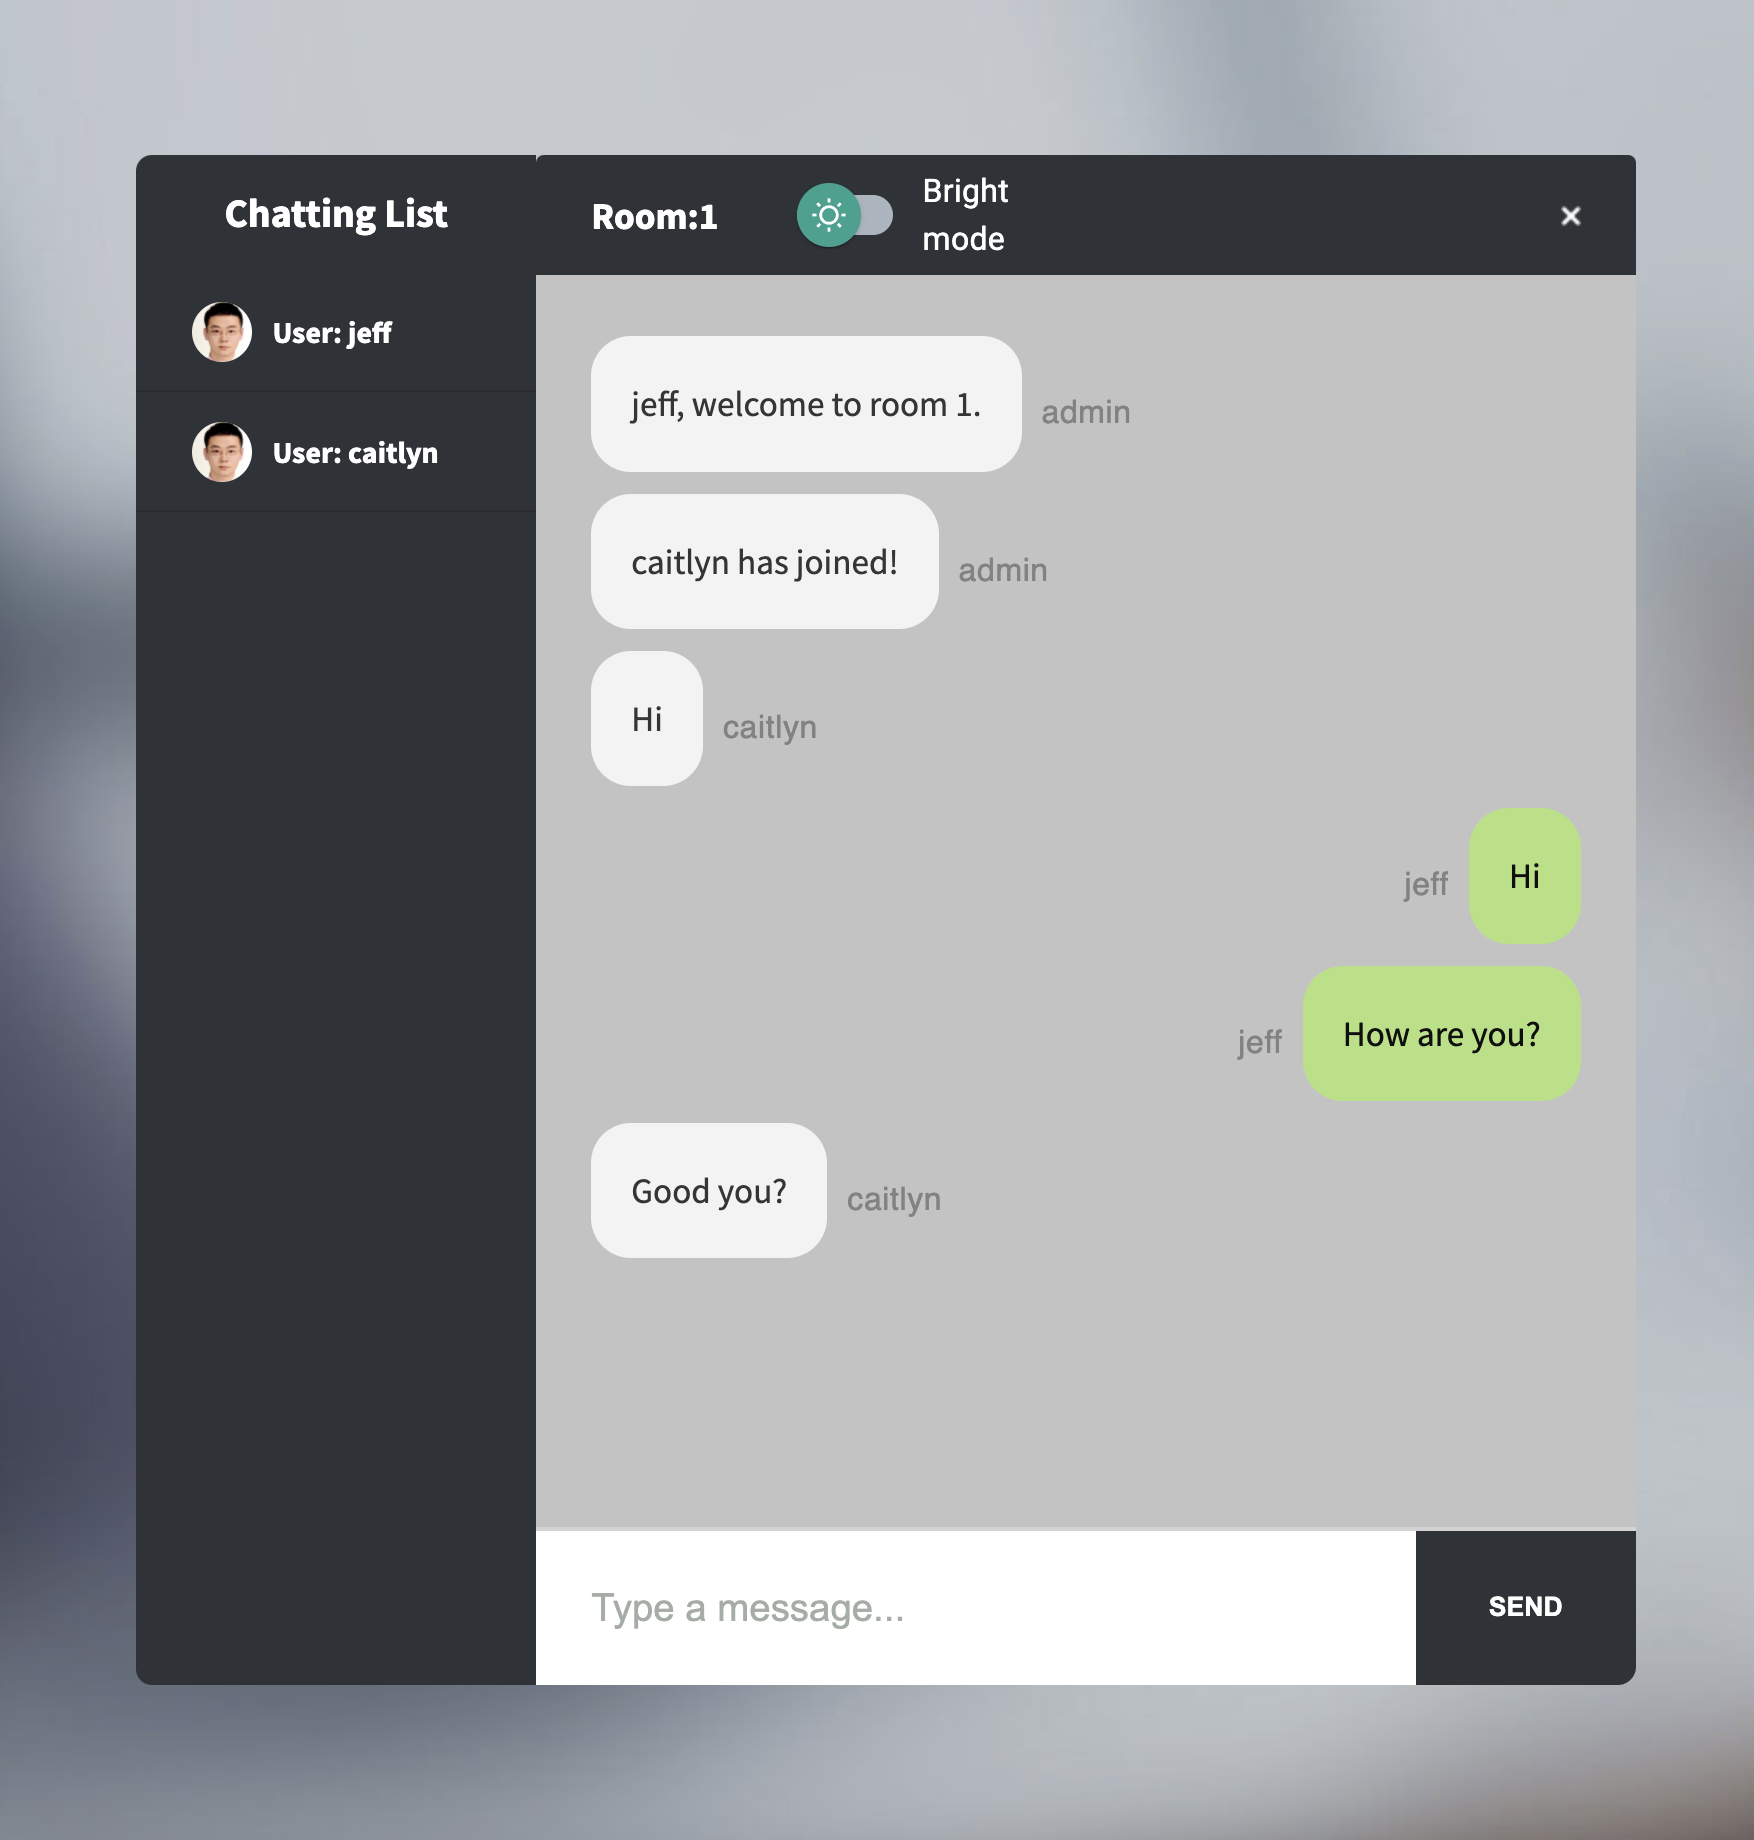 Chatting List
User: jeff
User: caitlyn
Room:1
Bright
mode
×
jeff, welcome to room 1.
admin
caitlyn has joined!
admin
Hi
caitlyn
jeff
Hi
jeff
How are you?
Good you?
caitlyn
Type a message...
SEND